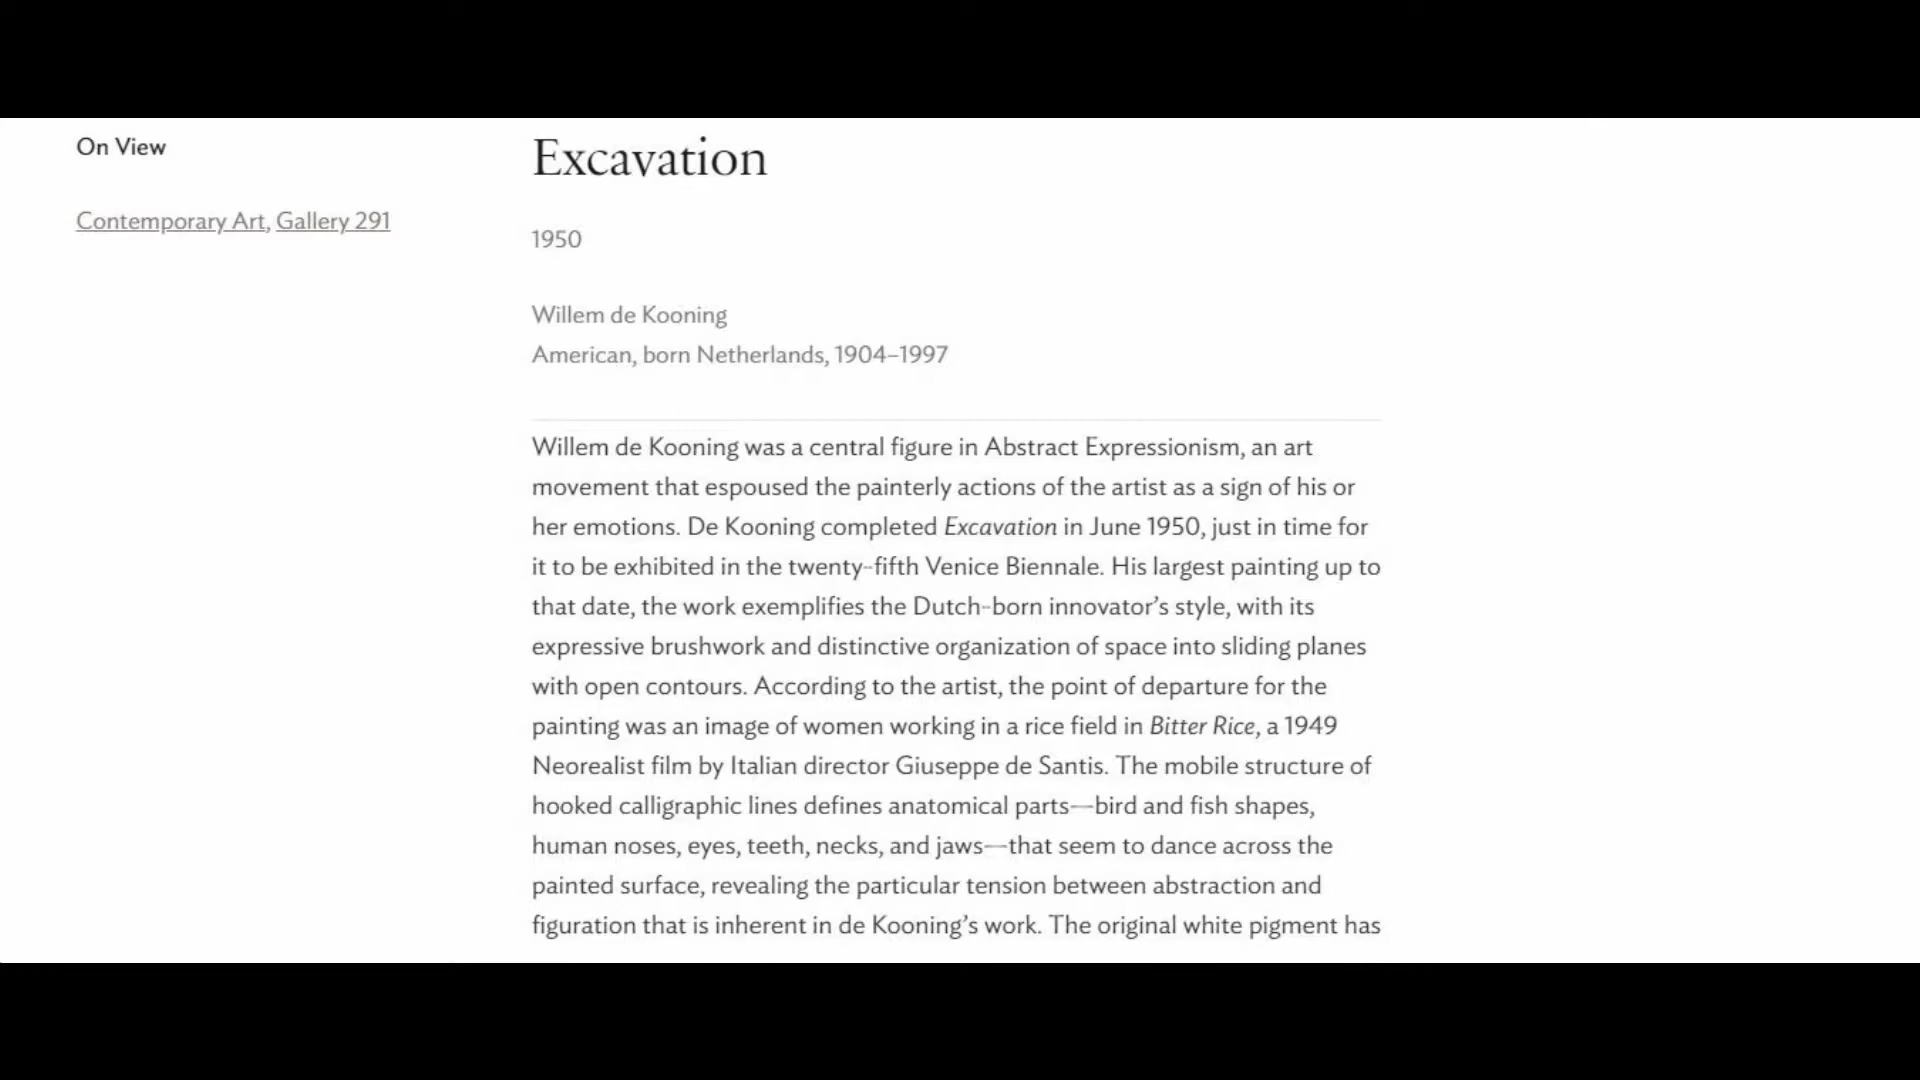 On View
Contemporary Art, Gallery 291
Excavation
1950
Willem de Kooning
American, born Netherlands, 1904–1997
Willem de Kooning was a central figure in Abstract Expressionism, an art
movement that espoused the painterly actions of the artist as a sign of his or
her emotions. De Kooning completed Excavation in June 1950, just in time for
it to be exhibited in the twenty-fifth Venice Biennale. His largest painting up to
that date, the work exemplifies the Dutch-born innovator’s style, with its
expressive brushwork and distinctive organization of space into sliding planes
with open contours. According to the artist, the point of departure for the
painting was an image of women working in a rice field in Bitter Rice, a 1949
Neorealist film by Italian director Giuseppe de Santis. The mobile structure of
hooked calligraphic lines defines anatomical parts—bird and fish shapes,
human noses, eyes, teeth, necks, and jaws—that seem to dance across the
painted surface, revealing the particular tension between abstraction and
figuration that is inherent in de Kooning’s work. The original white pigment has